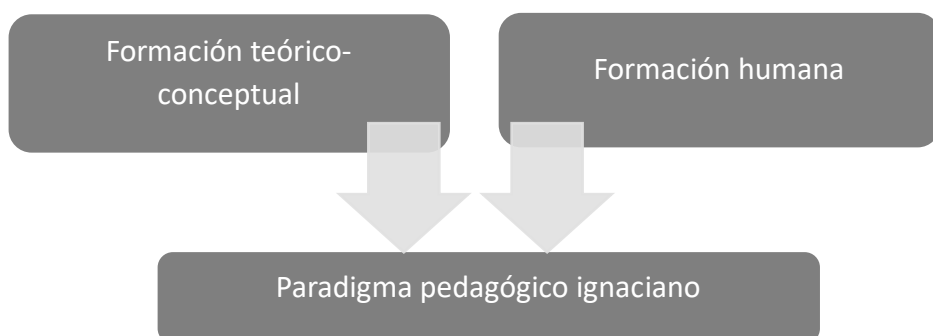 Formación teórico-
conceptual
Formación humana
Paradigma pedagógico ignaciano